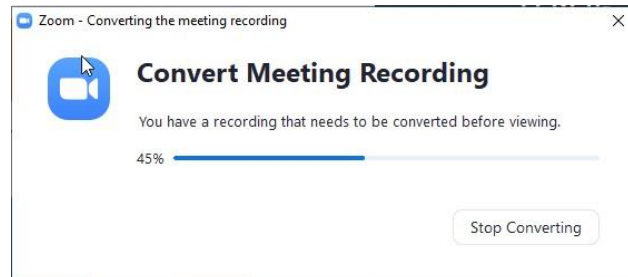 Zoom - Converting the meeting recording
Convert Meeting Recording
You have a recording that needs to be converted before viewing.
45%
Stop Converting